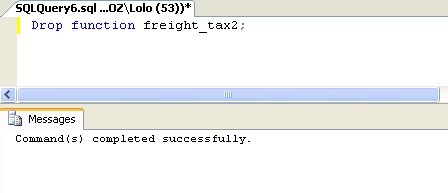 SQLQuery6.sql ...OZ\Lolo (53))*
Drop function freight_tax2;
Messages
Command(s) completed successfully.